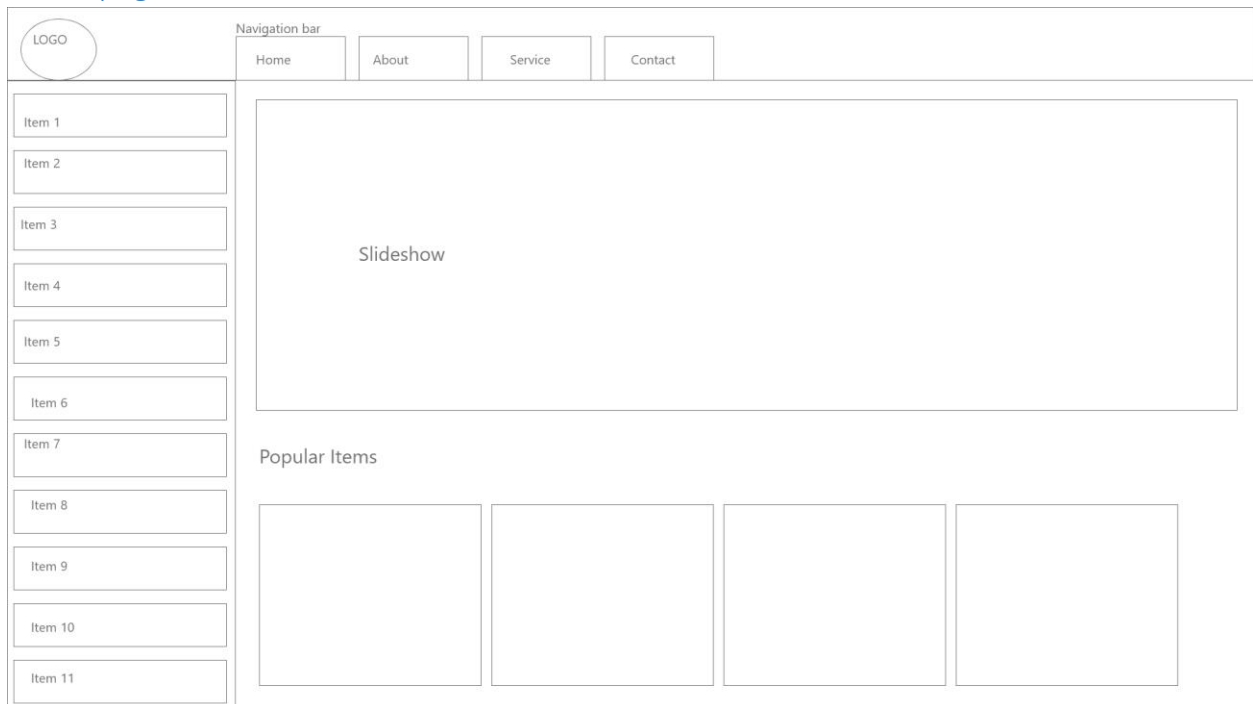 LOGO
Navigation bar
Home
About
Service
Contact
Item 1
Item 2
Item 3
Item 4
Item 5
Item 6
Item 7
Item 8
Item 9
Item 10
Item 11
Slideshow
Popular Items